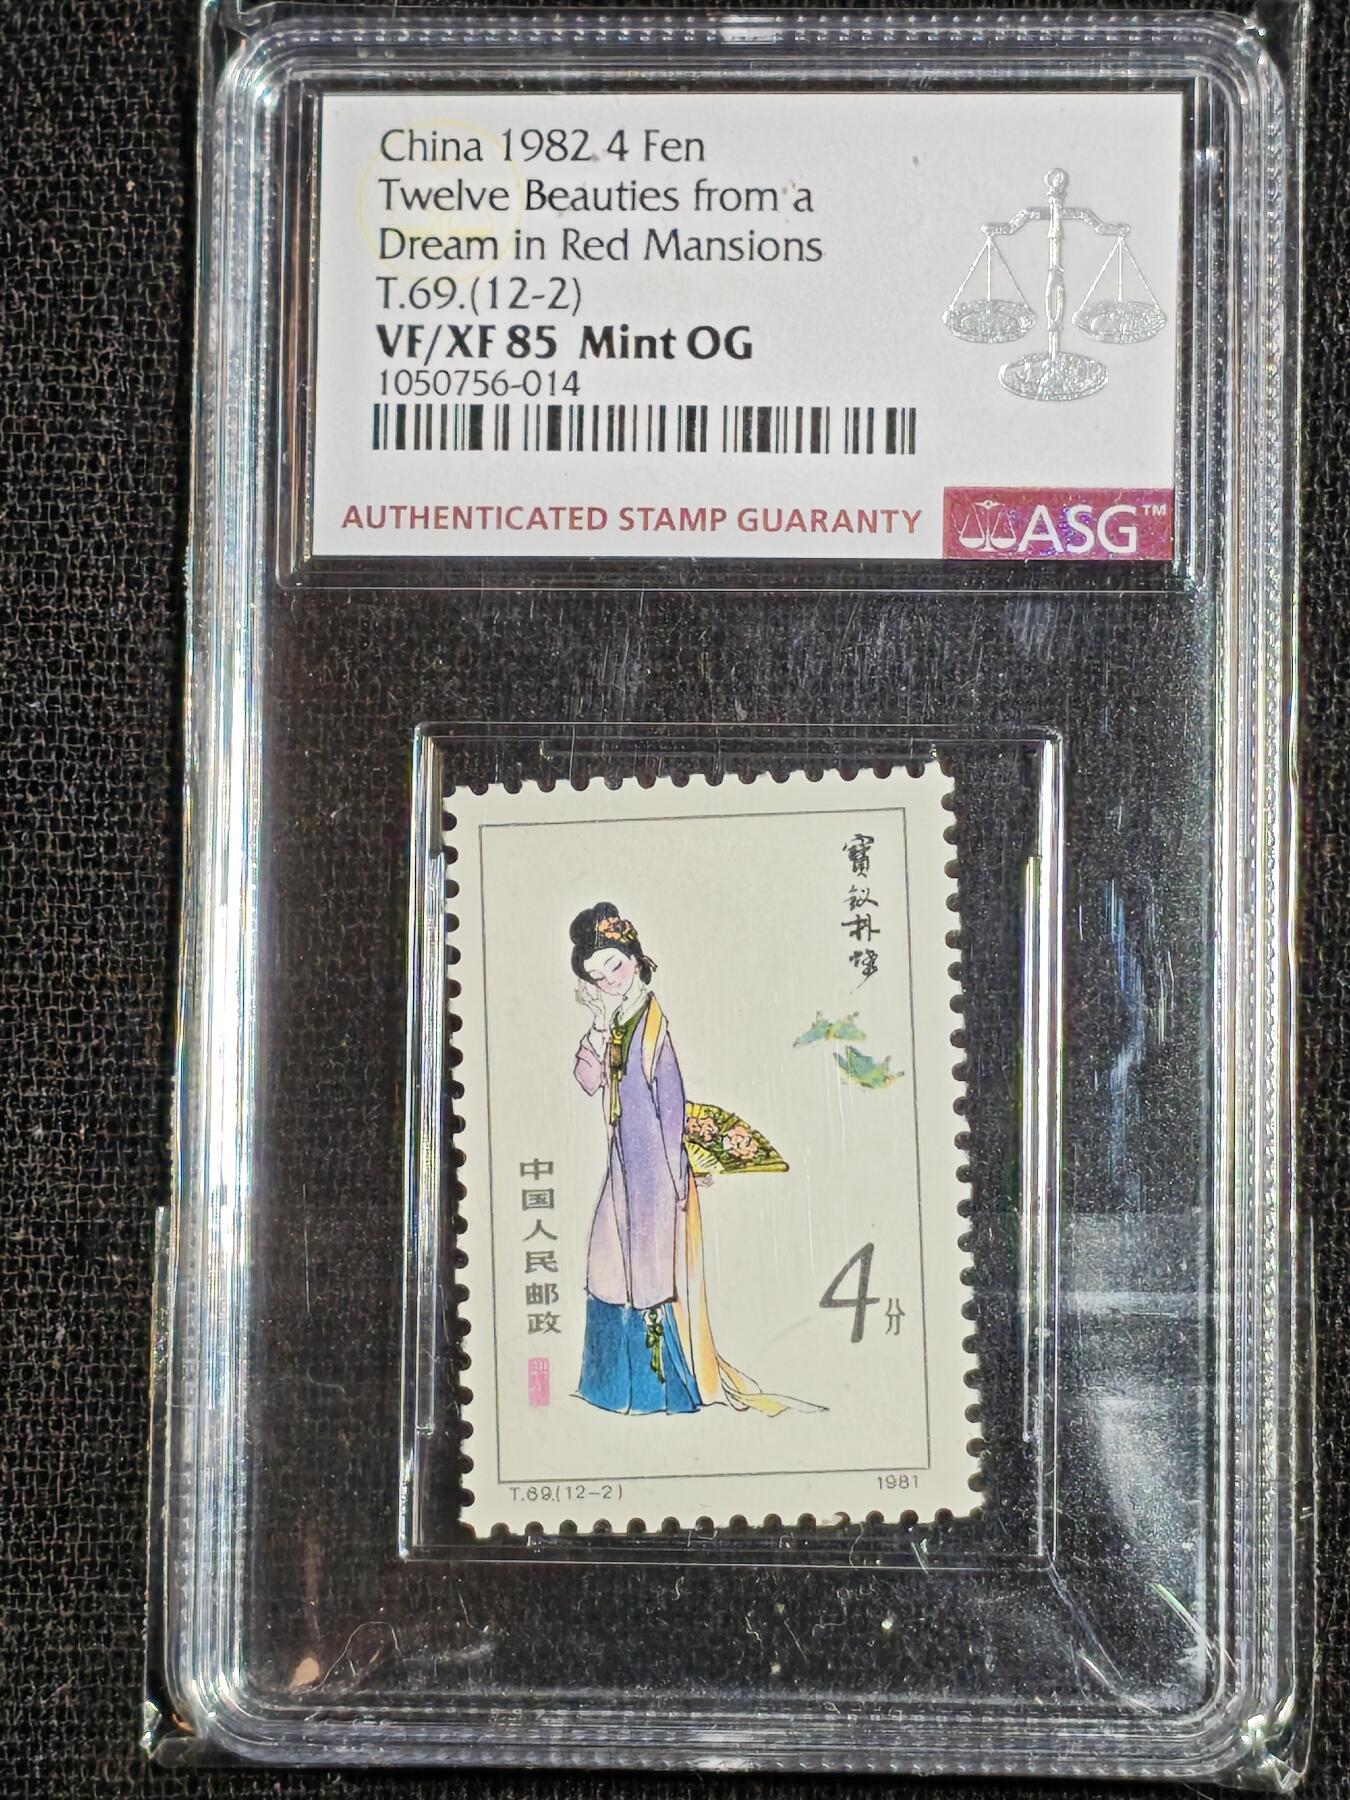 China 1982 4 Fen
Twelve Beauties from a
Dream in Red Mansions
T.69.(12-2)
VF/XF 85 Mint OG
1050756-014
AUTHENTICATED STAMP GUARANTY
ASG™
寶釵扑蝶
中国人民邮政
4分
T.69.(12-2)
1981